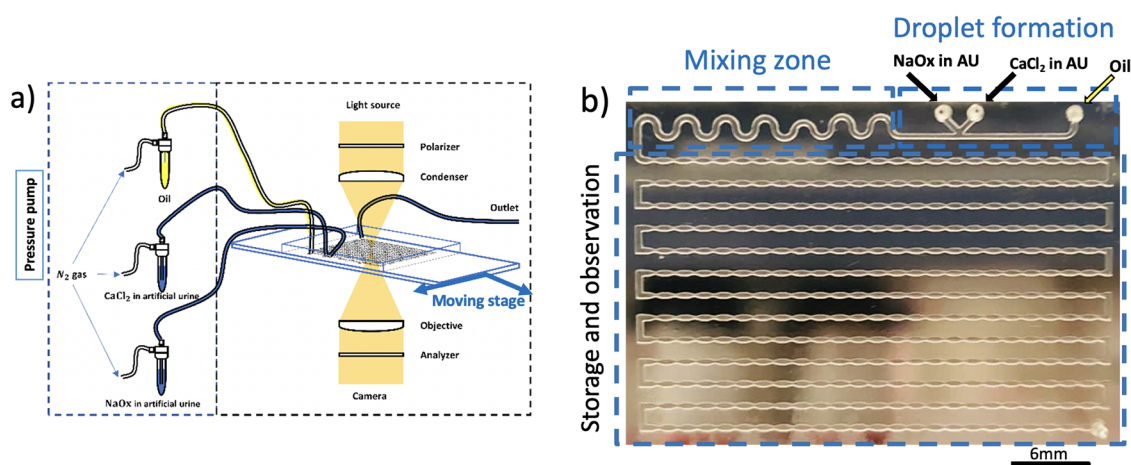 a)
Light source
Polarizer
Condenser
Outlet
Oil
Pressure pump
N₂ gas
CaCl₂ in artificial urine
Moving stage
Objective
Analyzer
NaOx in artificial urine
Camera
b)
Droplet formation
Mixing zone
NaOx in AU
CaCl₂ in AU
Oil
Storage and observation
6mm